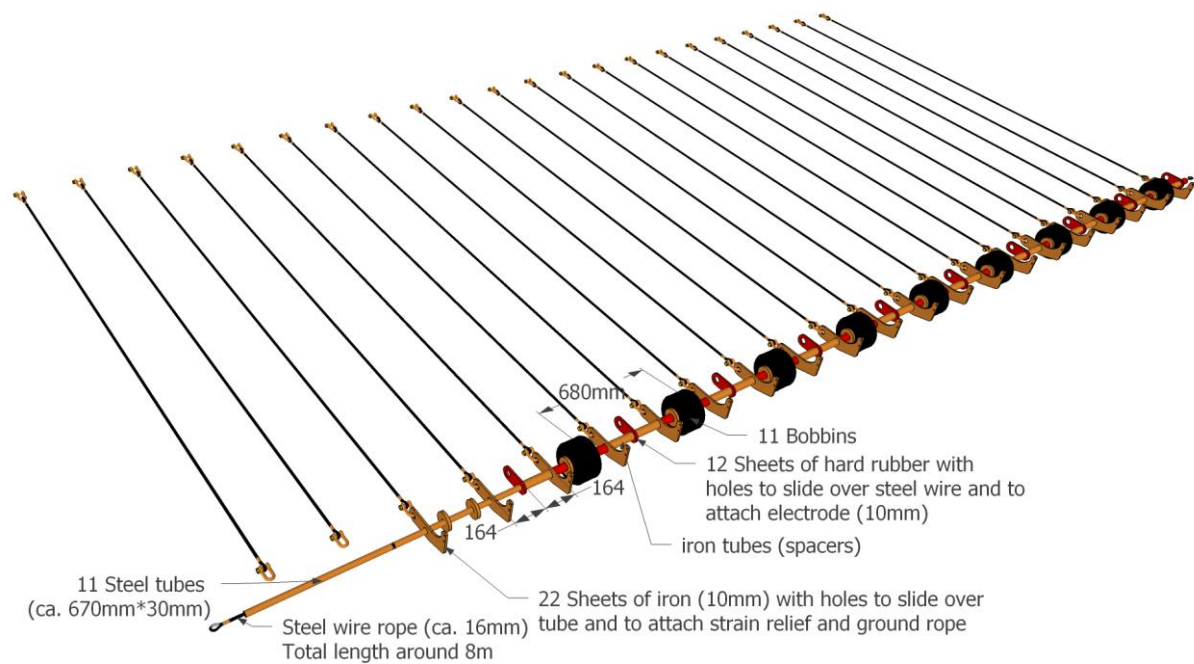 680mm
11 Bobbins
12 Sheets of hard rubber with
holes to slide over steel wire and to
attach electrode (10mm)
164
164
iron tubes (spacers)
11 Steel tubes
(ca. 670mm*30mm)
22 Sheets of iron (10mm) with holes to slide over
tube and to attach strain relief and ground rope
Steel wire rope (ca. 16mm)
Total length around 8m